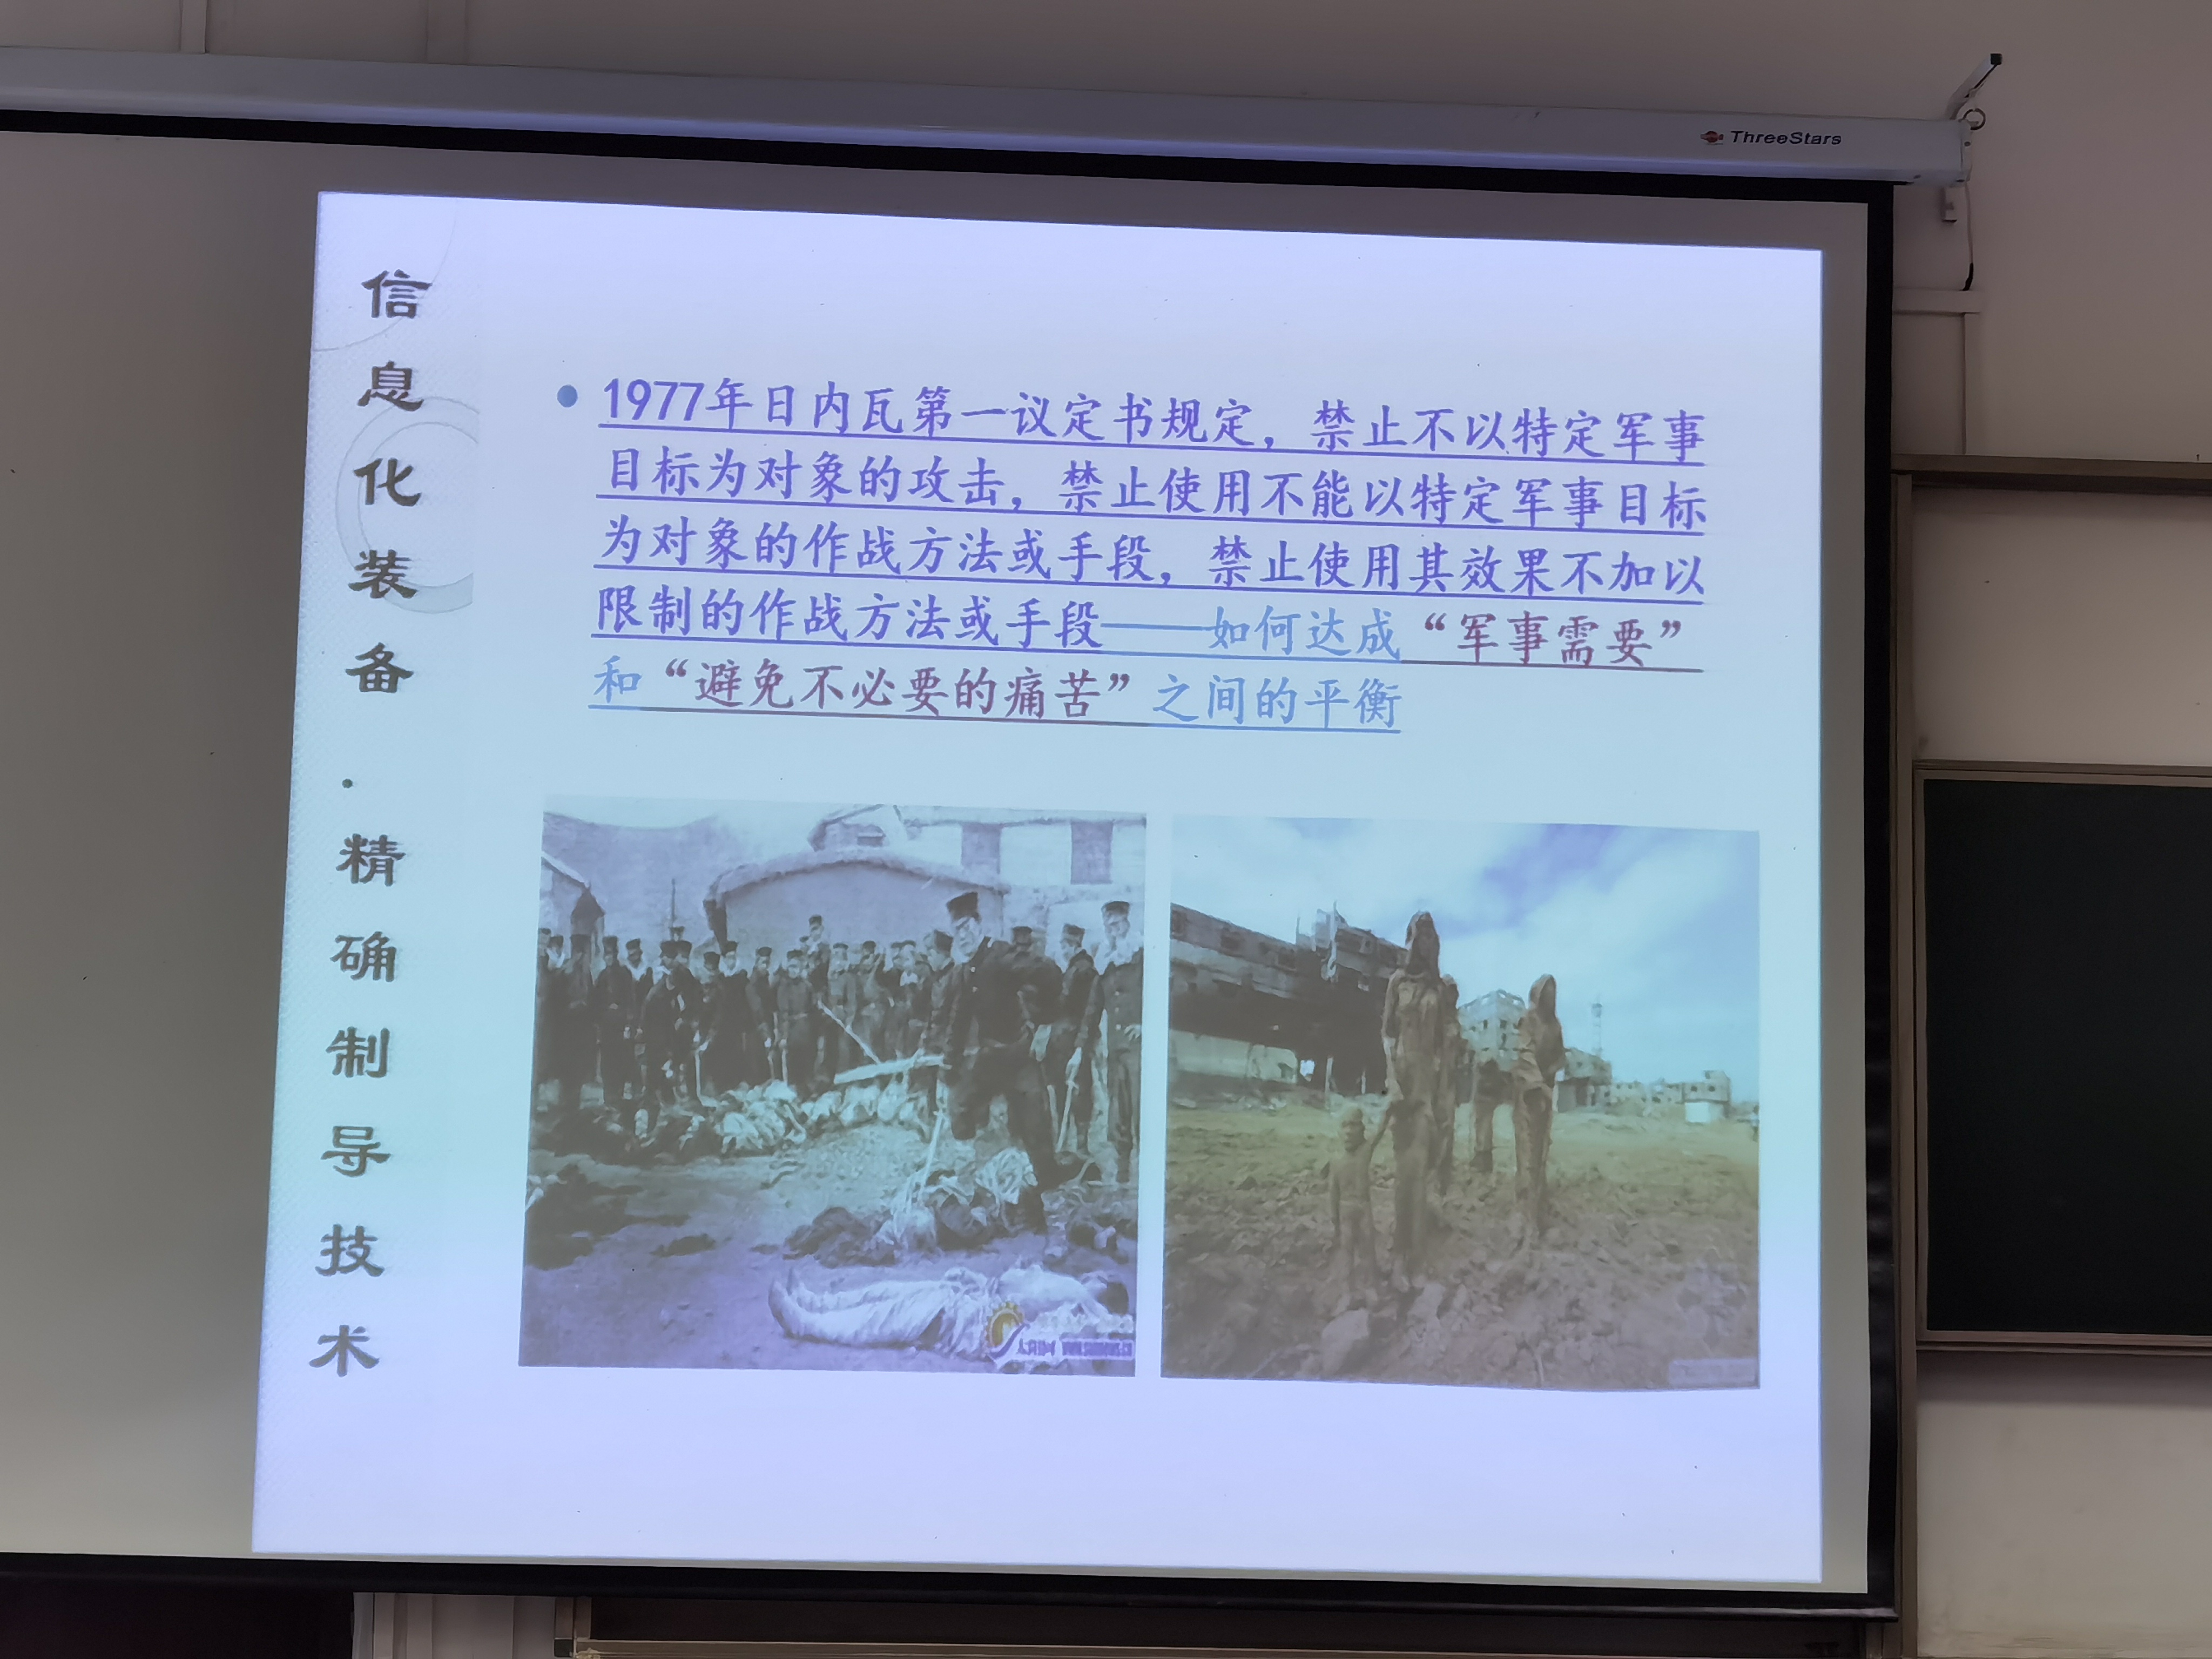 ThreeStars
信息化装备·精确制导技术
1977年日内瓦第一议定书规定，禁止不以特定军事
目标为对象的攻击，禁止使用不能以特定军事目标
为对象的作战方法或手段，禁止使用其效果不加以
限制的作战方法或手段——如何达成“军事需要”
和“避免不必要的痛苦”之间的平衡